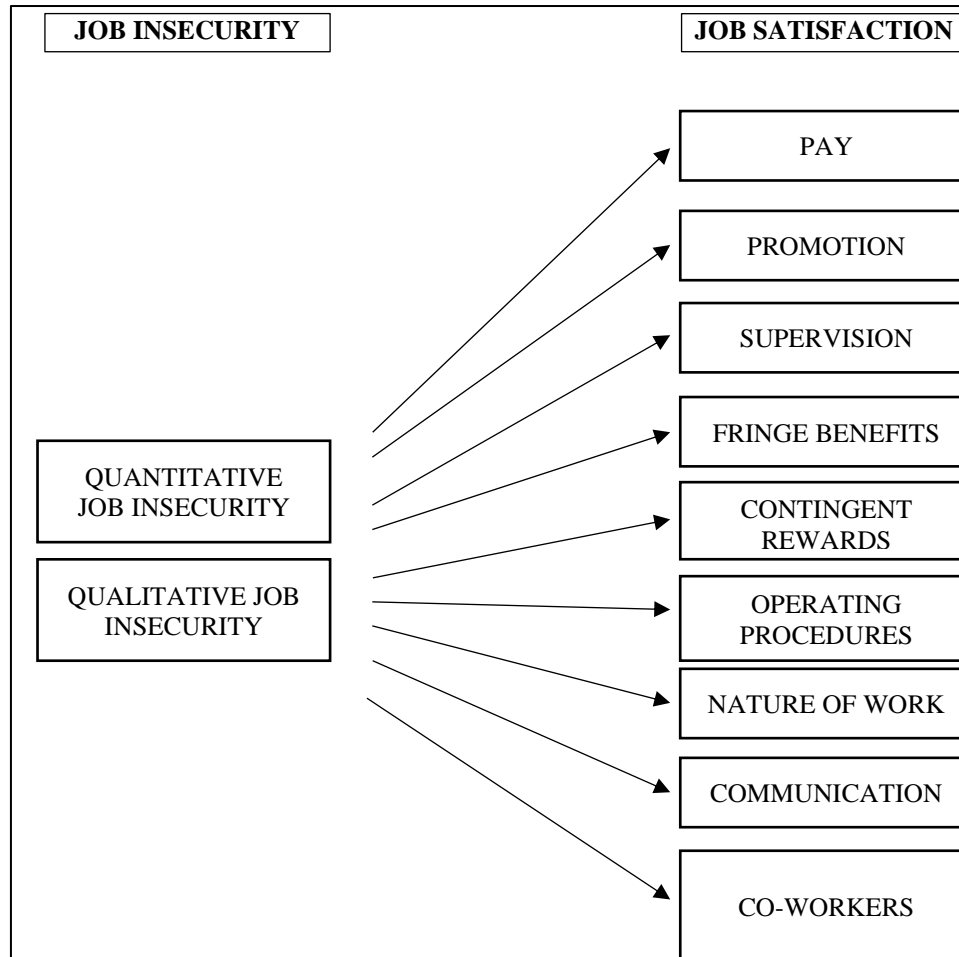 JOB INSECURITY
JOB SATISFACTION
PAY
PROMOTION
SUPERVISION
FRINGE BENEFITS
QUANTITATIVE
JOB INSECURITY
CONTINGENT
REWARDS
QUALITATIVE JOB
INSECURITY
OPERATING
PROCEDURES
NATURE OF WORK
COMMUNICATION
CO-WORKERS